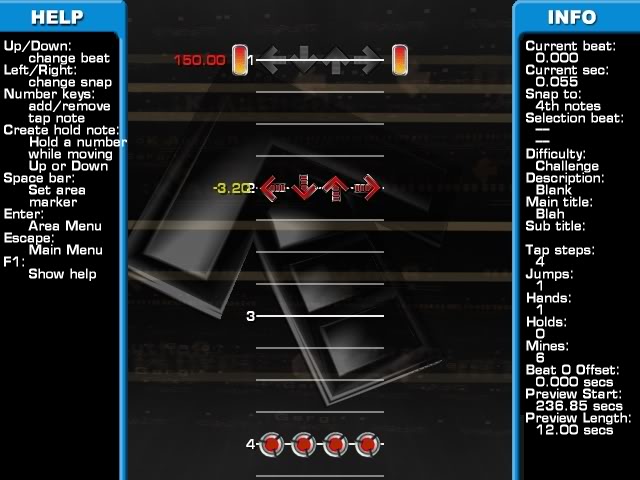 HELP
Up/Down:
change beat
Left/Right:
change snap
Number keys:
add/remove
tap note
Create hold note:
Hold a number
while moving
Up or Down
Space bar:
Set area
marker
Enter:
Area Menu
Escape:
Main Menu
F1:
Show help
150.00
1
-3,20
2
3
4
INFO
Current beat:
0.000
Current sec:
0.055
Snap to:
4th notes
Selection beat:
---
---
Difficulty:
Challenge
Description:
Blank
Main title:
Blah
Sub title:
Tap steps:
4
Jumps:
1
Hands:
1
Holds:
0
Mines:
6
Beat 0 Offset:
0.000 secs
Preview Start:
236.85 secs
Preview Length:
12.00 secs